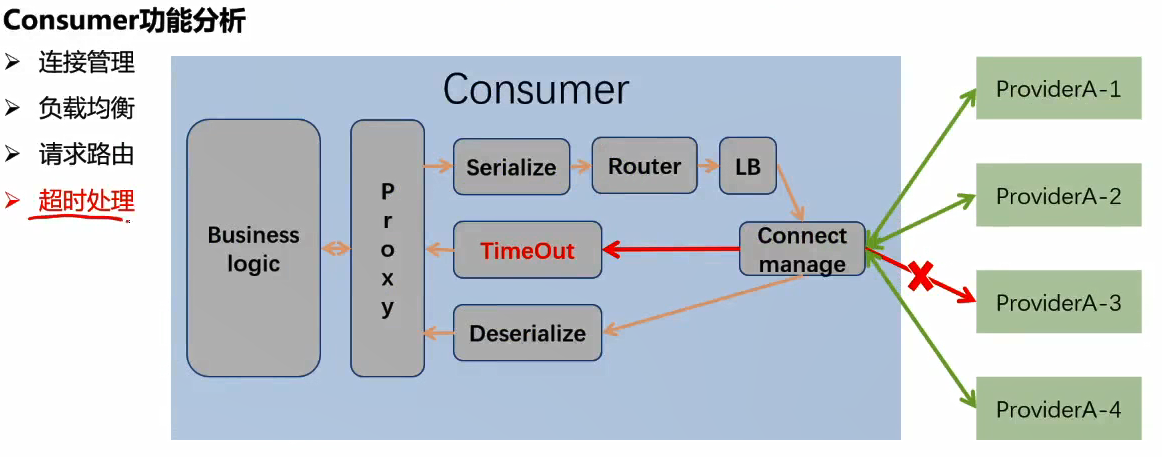 Consumer功能分析
连接管理
负载均衡
请求路由
超时处理
Consumer
Business
logic
Proxy
Serialize
Router
LB
TimeOut
Connect
manage
Deserialize
ProviderA-1
ProviderA-2
ProviderA-3
ProviderA-4